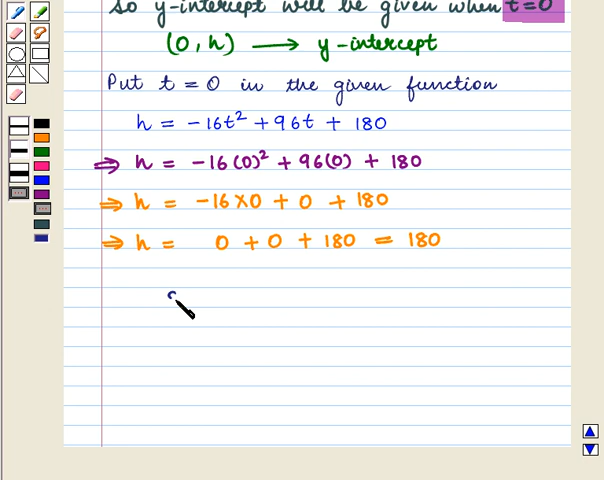 So y-intercept will be given when t=0
(0, h) ⟶ y-intercept
Put t = 0 in the given function
h = -16t² + 96t + 180
⇒ h = -16(0)² + 96(0) + 180
⇒ h = -16×0 + 0 + 180
⇒ h = 0 + 0 + 180 = 180